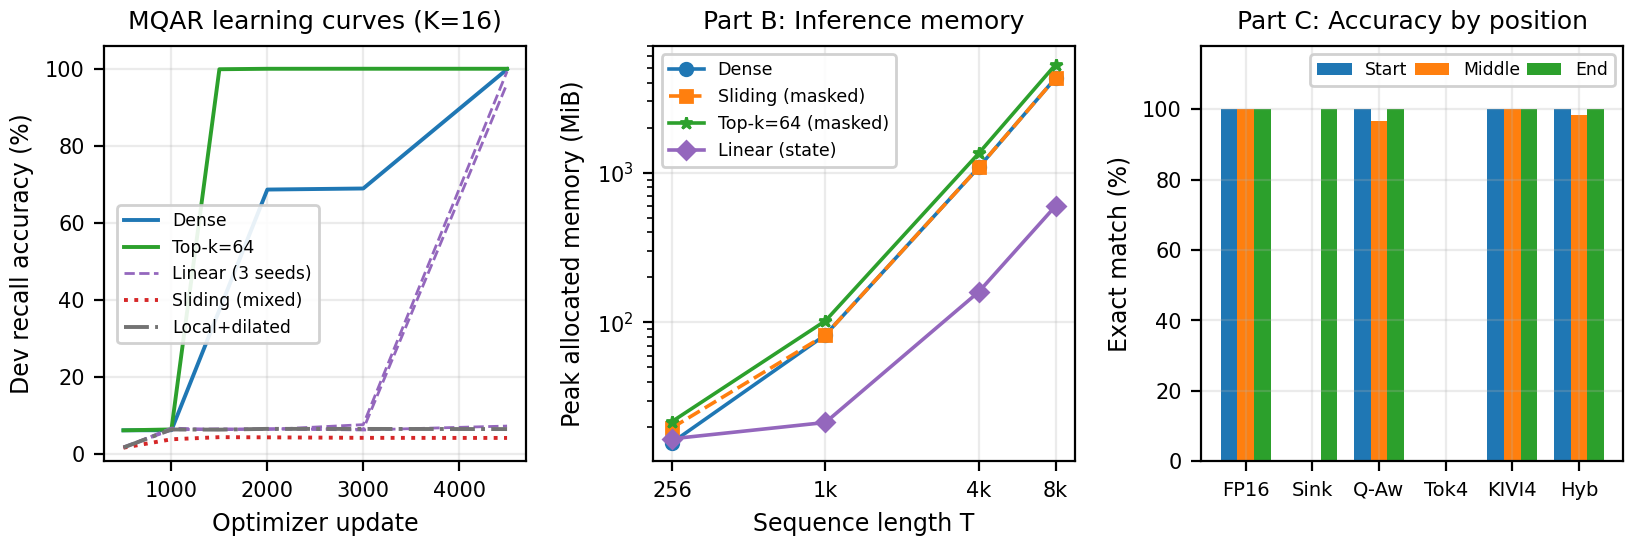 MQAR learning curves (K=16)
Dev recall accuracy (%)
100
80
60
40
20
0
Dense
Top-k=64
Linear (3 seeds)
Sliding (mixed)
Local+dilated
1000 2000 3000 4000
Optimizer update
Part B: Inference memory
Peak allocated memory (MiB)
10³
10²
Dense
Sliding (masked)
Top-k=64 (masked)
Linear (state)
256 1k 4k 8k
Sequence length T
Part C: Accuracy by position
Exact match (%)
Start Middle End
100
80
60
40
20
0
FP16 Sink Q-Aw Tok4 KIVI4 Hyb